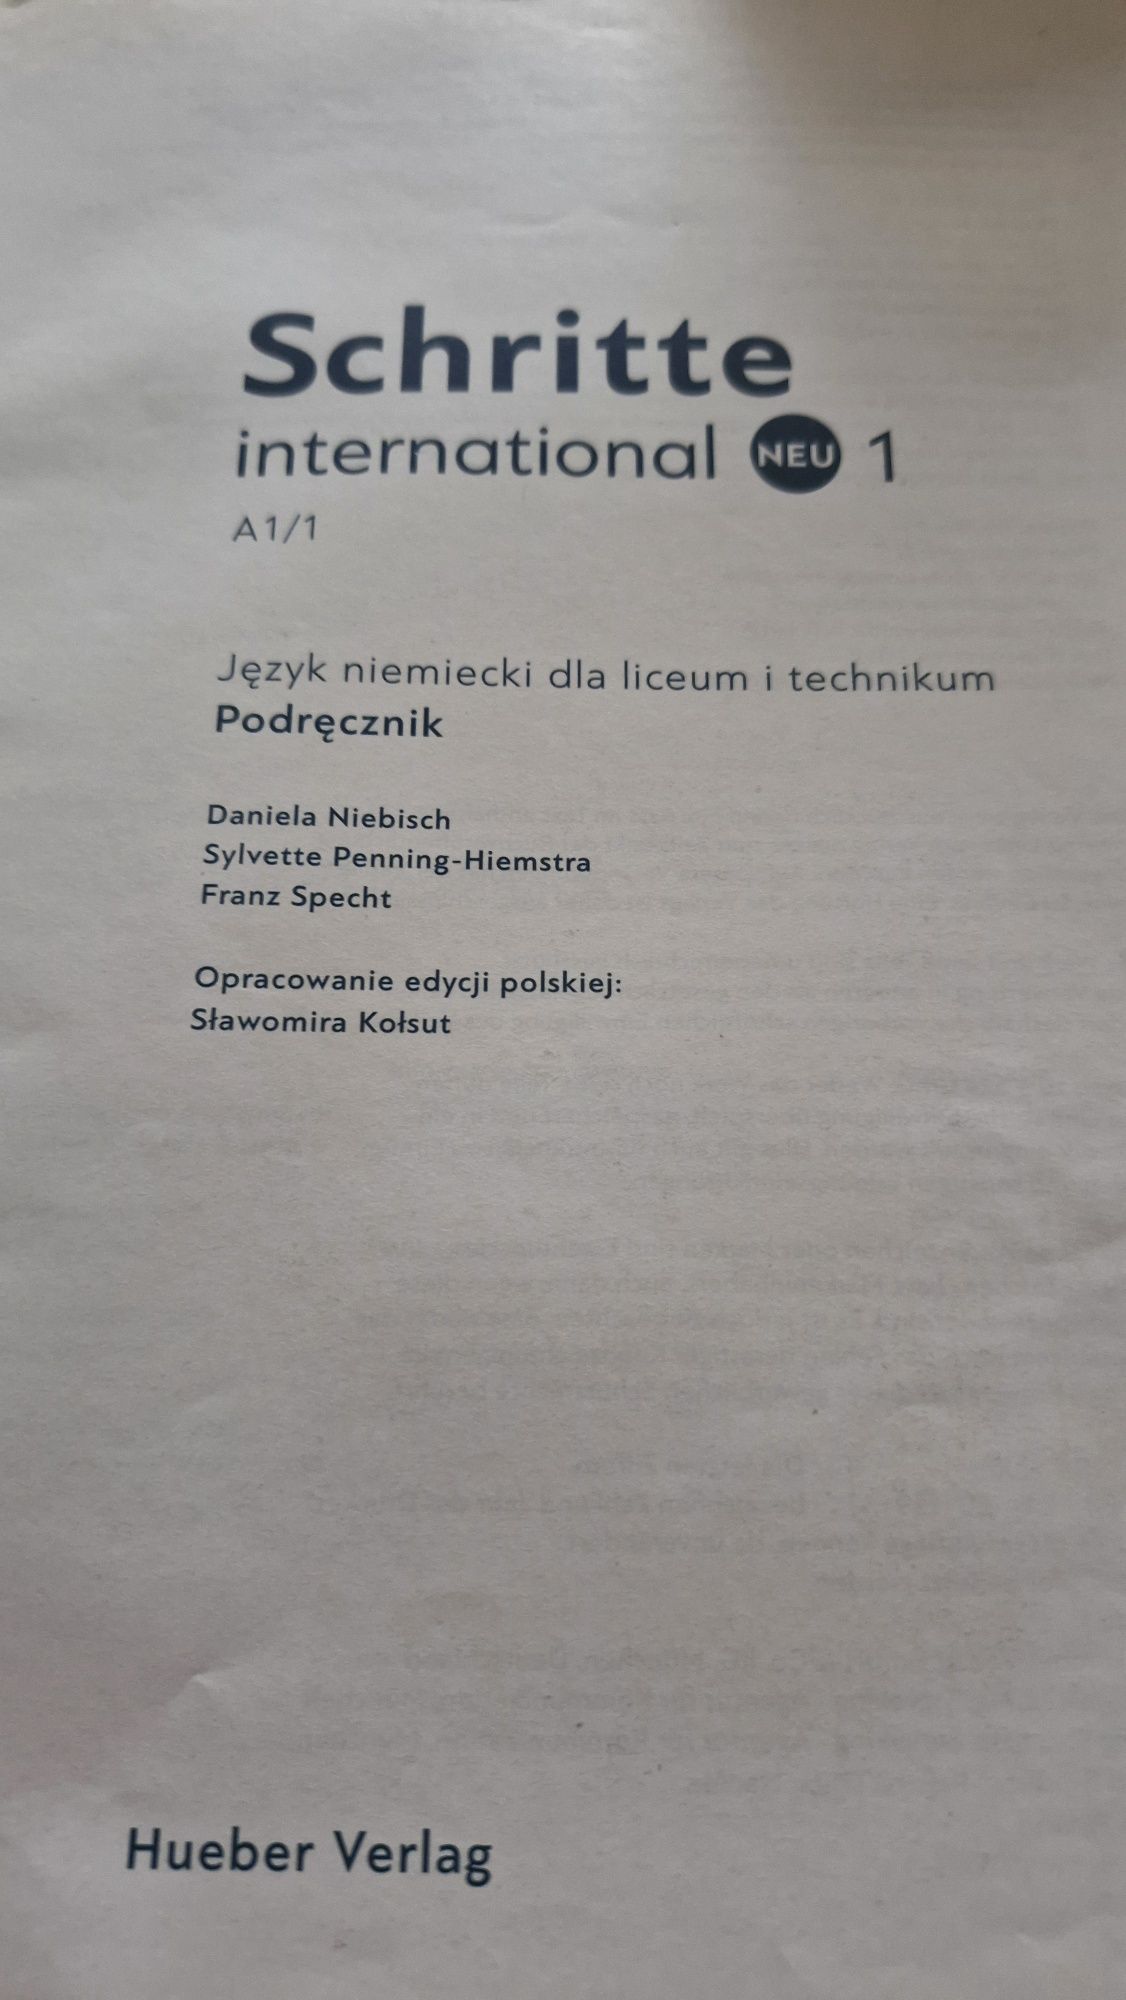 Schritte
international NEU 1
A1/1
Język niemiecki dla liceum i technikum
Podręcznik
Daniela Niebisch
Sylvette Penning-Hiemstra
Franz Specht
Opracowanie edycji polskiej:
Sławomira Kołsut
Hueber Verlag